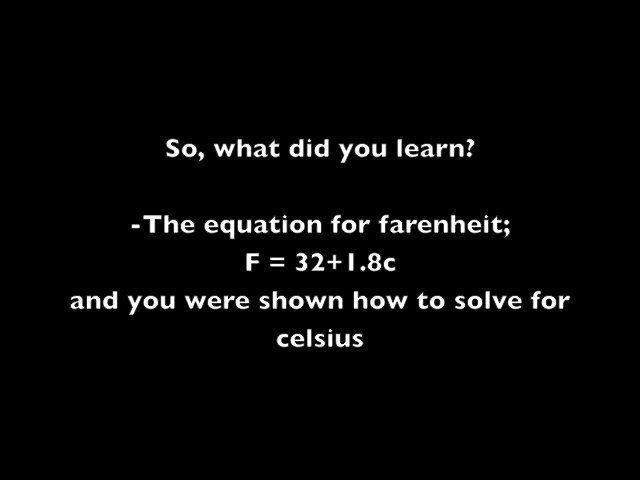 So, what did you learn?
-The equation for farenheit;
F = 32+1.8c
and you were shown how to solve for
celsius